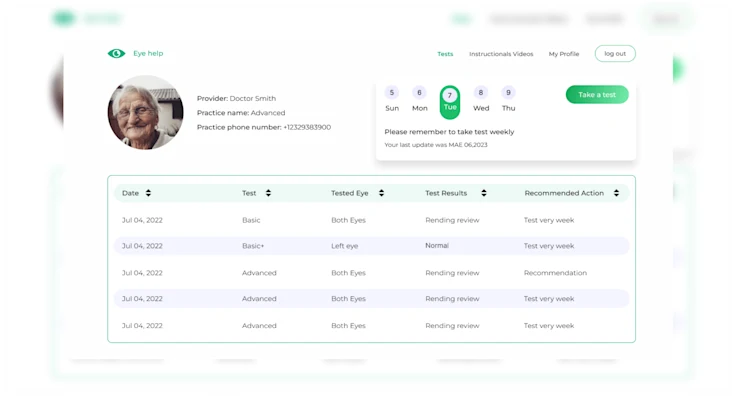 Eye help
Tests Instructionals Videos My Profile log out
Provider: Doctor Smith
Practice name: Advanced
Practice phone number: +12329383900
5 6 7 8 9
Sun Mon Tue Wed Thu
Take a test
Please remember to take test weekly
Your last update was MAE 06,2023
Date Test Tested Eye Test Results Recommended Action
Jul 04, 2022 Basic Both Eyes Rending review Test very week
Jul 04, 2022 Basic+ Left eye Normal Test very week
Jul 04, 2022 Advanced Both Eyes Rending review Recommendation
Jul 04, 2022 Advanced Both Eyes Rending review Test very week
Jul 04, 2022 Advanced Both Eyes Rending review Test very week